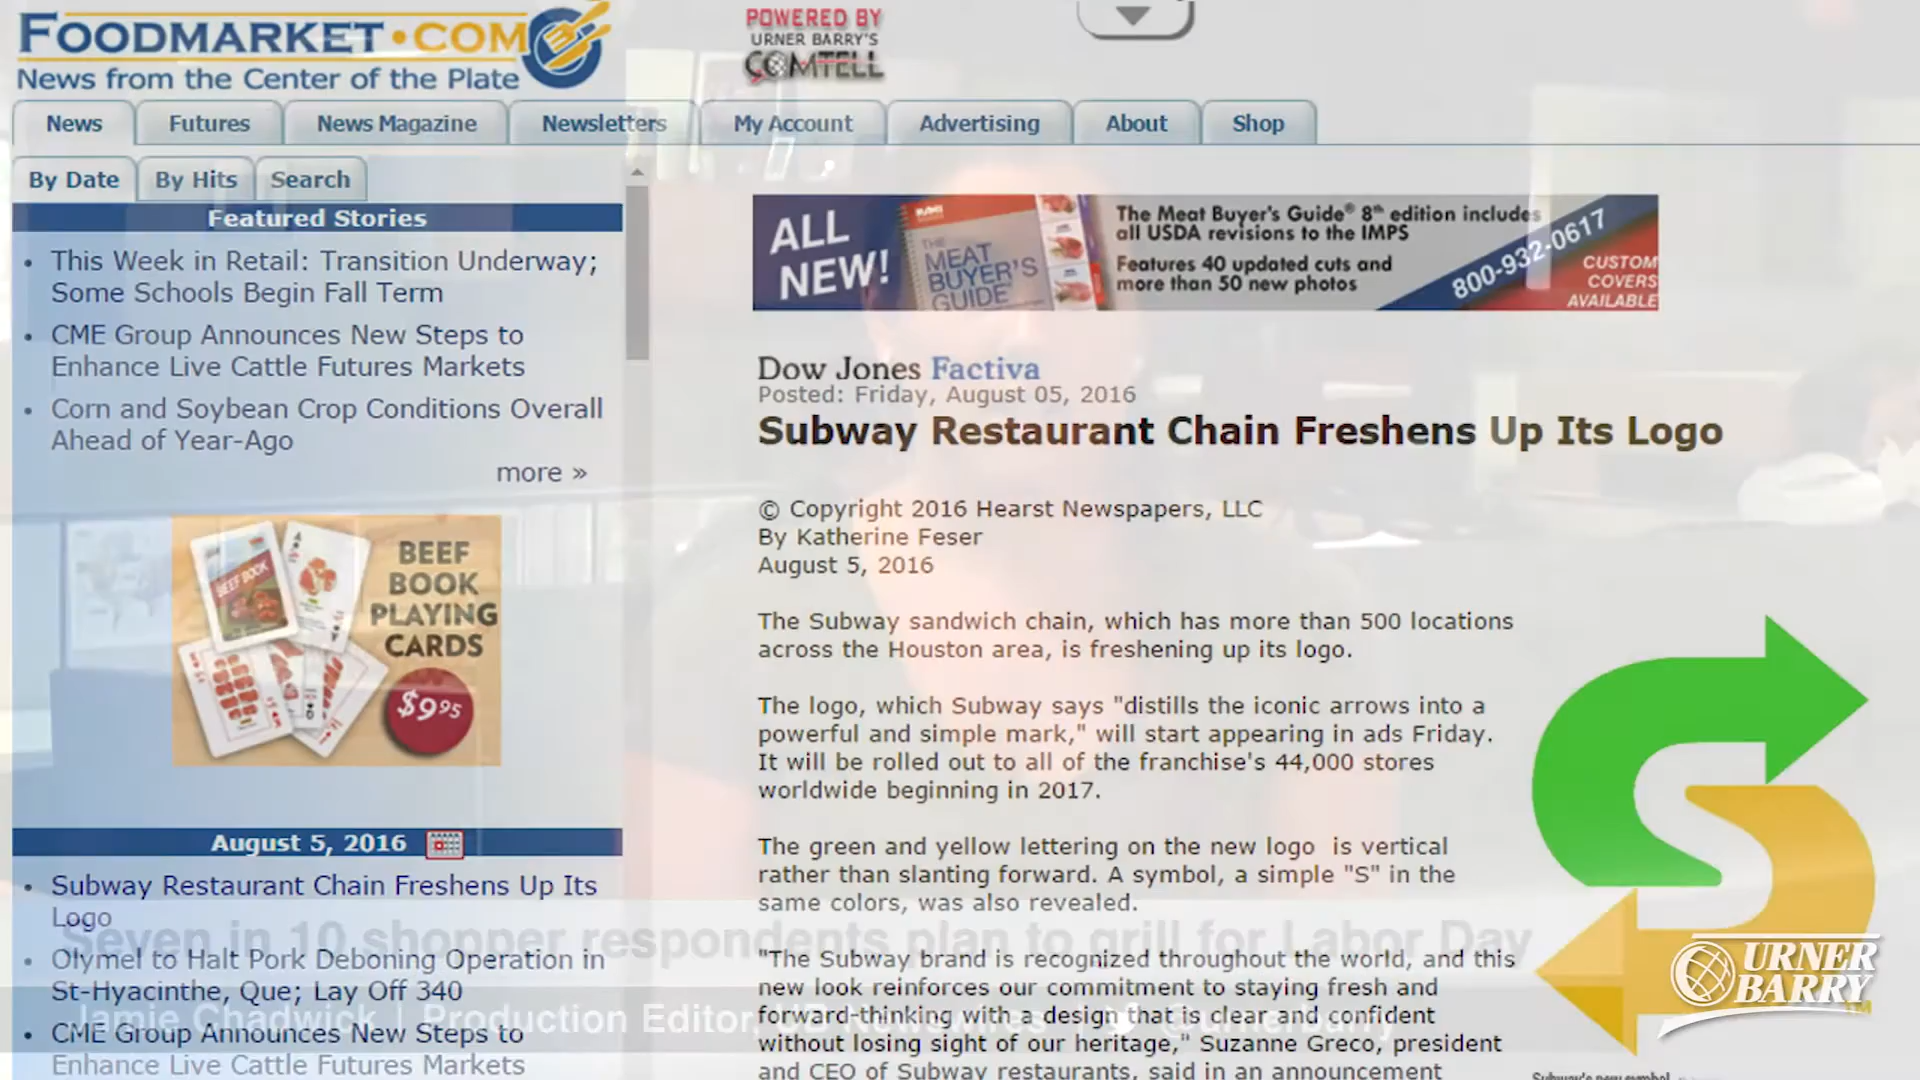 FOODMARKET•COM
News from the Center of the Plate
POWERED BY
URNER BARRY'S
COMTELL
News
Futures
News Magazine
Newsletters
My Account
Advertising
About
Shop
By Date
By Hits
Search
Featured Stories
• This Week in Retail: Transition Underway;
Some Schools Begin Fall Term
• CME Group Announces New Steps to
Enhance Live Cattle Futures Markets
• Corn and Soybean Crop Conditions Overall
Ahead of Year-Ago
more »
BEEF BOOK
BEEF
BOOK
PLAYING
CARDS
$9.95
August 5, 2016
• Subway Restaurant Chain Freshens Up Its
Logo
• Olymel to Halt Pork Deboning Operation in
St-Hyacinthe, Que; Lay Off 340
• CME Group Announces New Steps to
Enhance Live Cattle Futures Markets
ALL
NEW!
THE
MEAT
BUYER'S
GUIDE
The Meat Buyer's Guide® 8th edition includes
all USDA revisions to the IMPS
Features 40 updated cuts and
more than 50 new photos
800-932-0617
CUSTOM
COVERS
AVAILABLE
Dow Jones Factiva
Posted: Friday, August 05, 2016
Subway Restaurant Chain Freshens Up Its Logo
© Copyright 2016 Hearst Newspapers, LLC
By Katherine Feser
August 5, 2016
The Subway sandwich chain, which has more than 500 locations
across the Houston area, is freshening up its logo.
The logo, which Subway says "distills the iconic arrows into a
powerful and simple mark," will start appearing in ads Friday.
It will be rolled out to all of the franchise's 44,000 stores
worldwide beginning in 2017.
The green and yellow lettering on the new logo is vertical
rather than slanting forward. A symbol, a simple "S" in the
same colors, was also revealed.
"The Subway brand is recognized throughout the world, and this
new look reinforces our commitment to staying fresh and
forward-thinking with a design that is clear and confident
without losing sight of our heritage," Suzanne Greco, president
and CEO of Subway restaurants, said in an announcement
S
TM
Subway's new symbol
Seven in 10 shopper respondents plan to grill for Labor Day
Jamie Chadwick | Production Editor, UB Newswires | @urnerbarry
URNER
BARRY